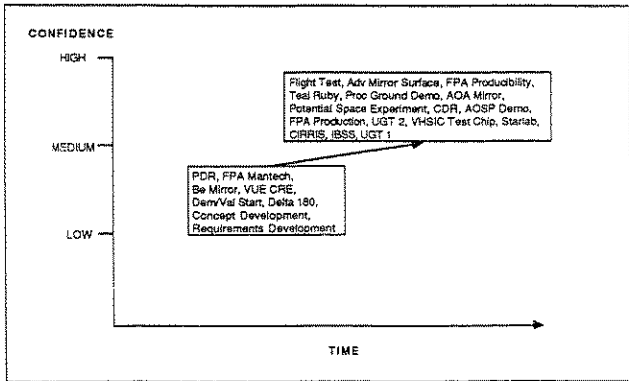 CONFIDENCE
HIGH
Flight Test, Adv Mirror Surface, FPA Producibility,
Teal Ruby, Proc Ground Demo, AOA Mirror,
Potential Space Experiment, CDR, AOSP Demo,
FPA Production, UGT 2, VHSIC Test Chip, Starlab,
CIRRIS, IBSS, UGT 1
MEDIUM
PDR, FPA Mantech,
Be Mirror, VUE CRE,
Dem/Val Start, Delta 180,
Concept Development,
Requirements Development
LOW
TIME